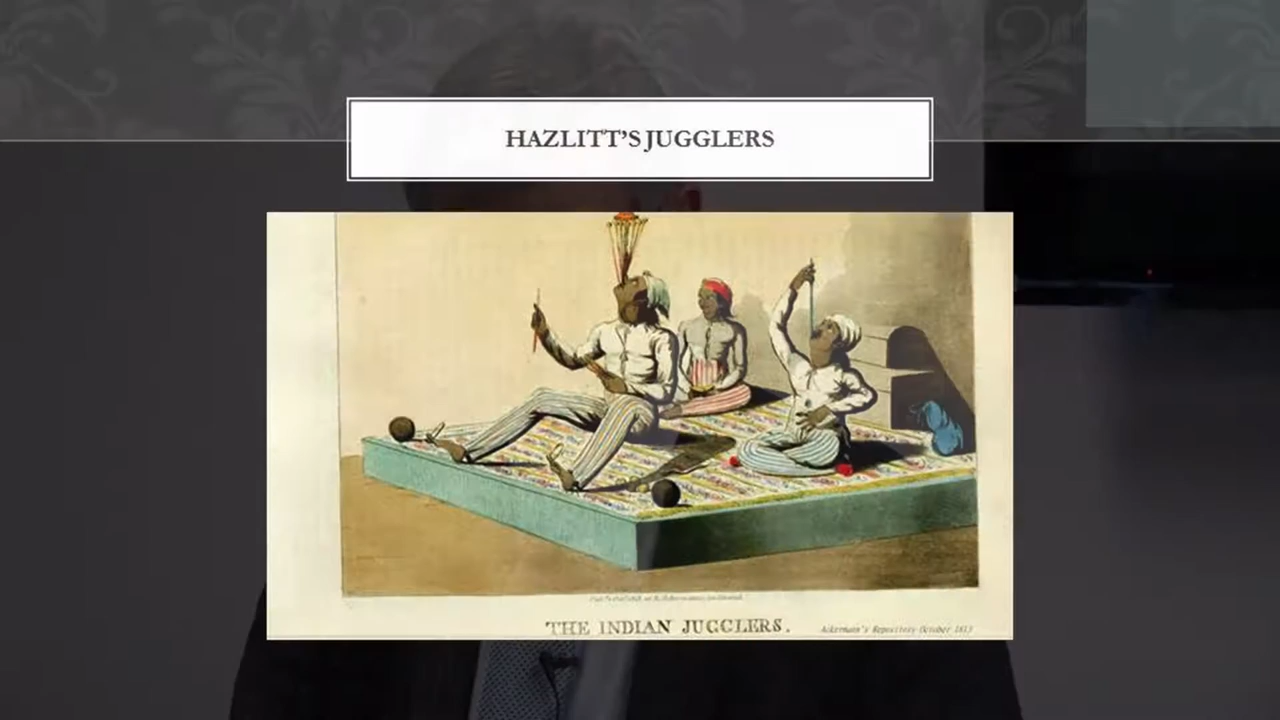 HAZLITT'S JUGGLERS
THE INDIAN JUGGLERS.
Ackermann's Repository October 1813